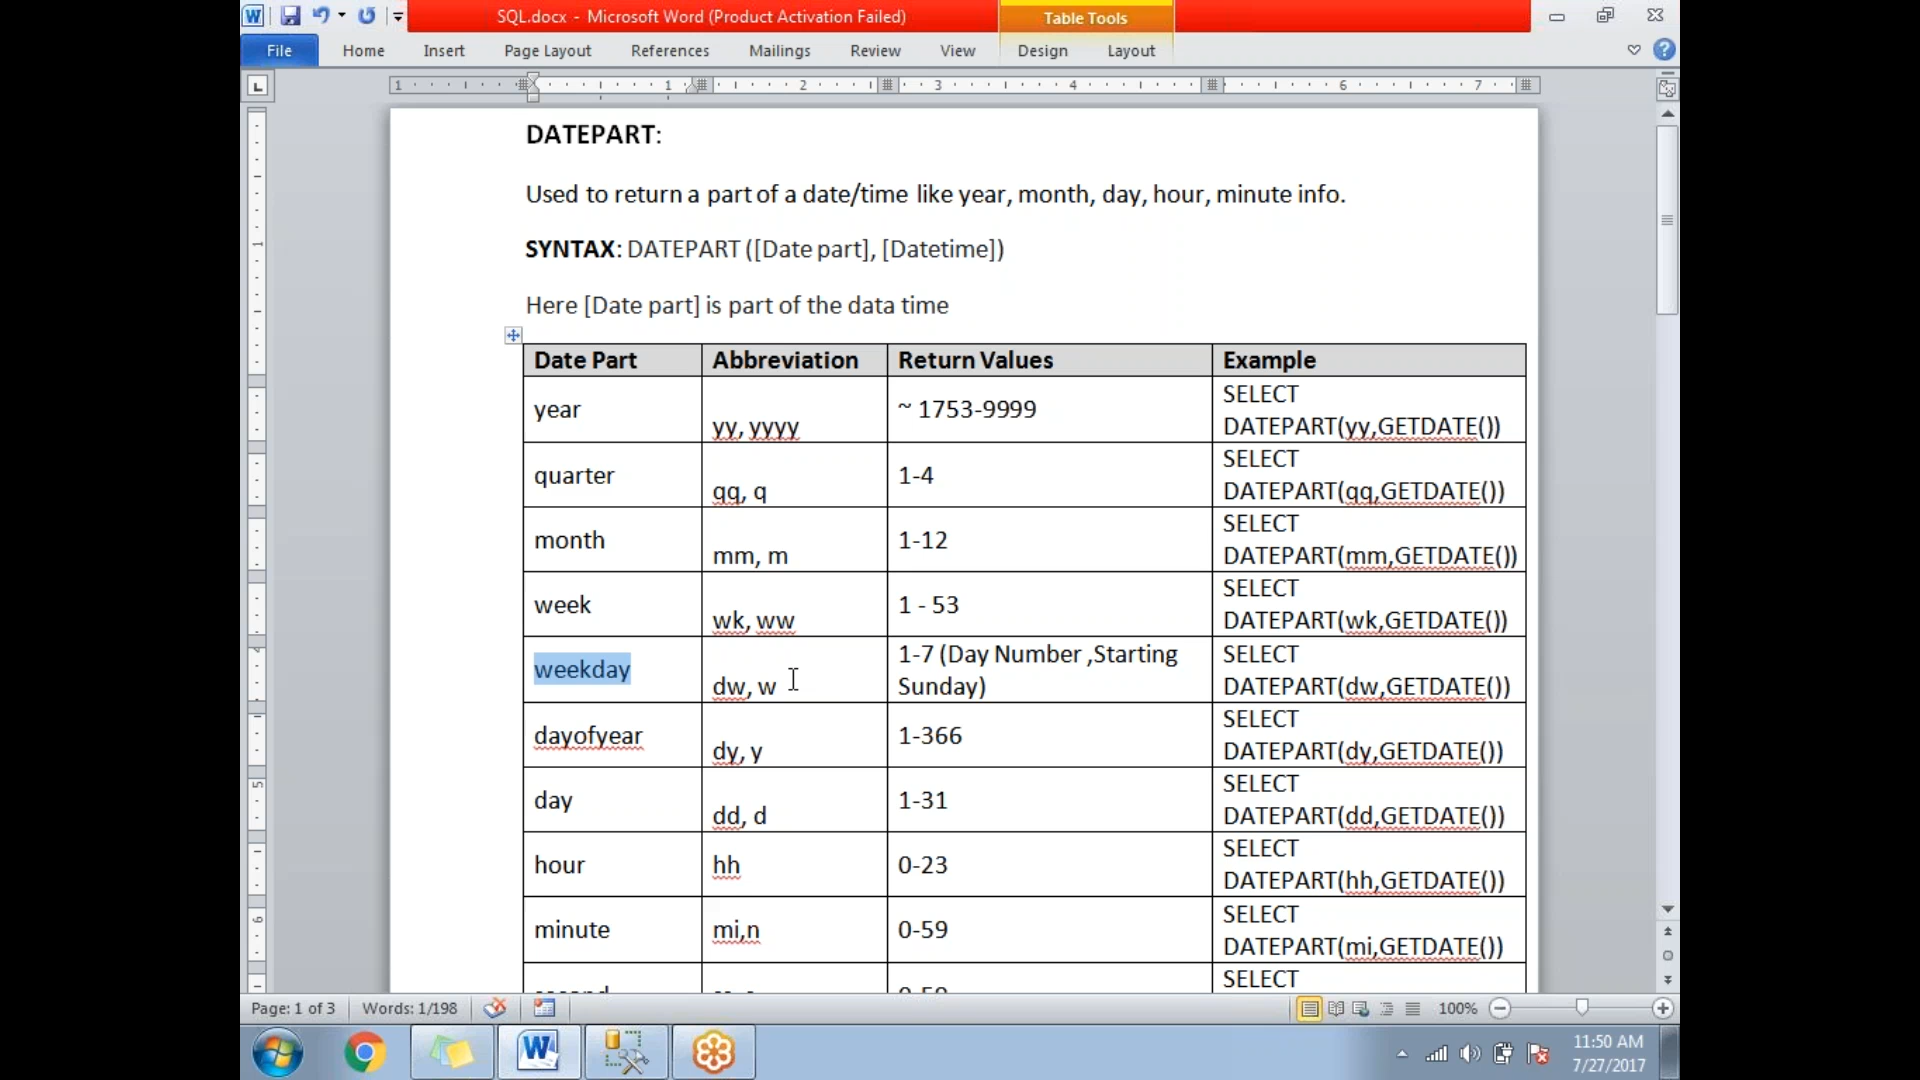 SQL.docx - Microsoft Word (Product Activation Failed)
Table Tools
File Home Insert Page Layout References Mailings Review View Design Layout
1 1 2 3 4 6 7
DATEPART:
Used to return a part of a date/time like year, month, day, hour, minute info.
SYNTAX: DATEPART ([Date part], [Datetime])
Here [Date part] is part of the data time
Date Part Abbreviation Return Values Example
year yy, yyyy ~ 1753-9999 SELECT
DATEPART(yy,GETDATE())
quarter qq, q 1-4 SELECT
DATEPART(qq,GETDATE())
month mm, m 1-12 SELECT
DATEPART(mm,GETDATE())
week wk, ww 1 - 53 SELECT
DATEPART(wk,GETDATE())
weekday dw, w 1-7 (Day Number ,Starting SELECT
Sunday) DATEPART(dw,GETDATE())
dayofyear dy, y 1-366 SELECT
DATEPART(dy,GETDATE())
day dd, d 1-31 SELECT
DATEPART(dd,GETDATE())
hour hh 0-23 SELECT
DATEPART(hh,GETDATE())
minute mi,n 0-59 SELECT
DATEPART(mi,GETDATE())
SELECT
Page: 1 of 3 Words: 1/198 100%
11:50 AM
7/27/2017